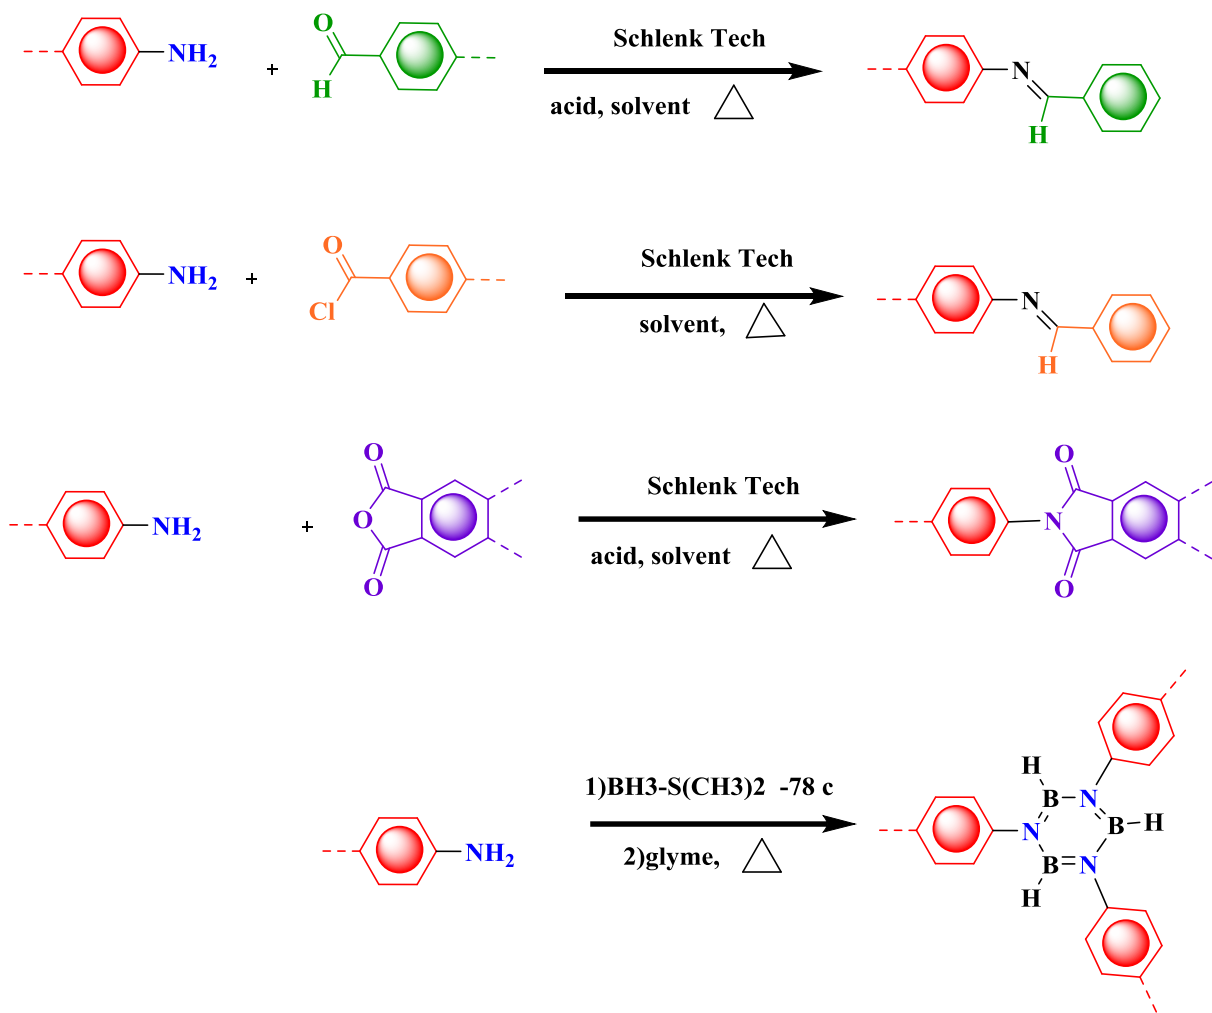 NH2 + O H Schlenk Tech acid, solvent N H
NH2 + O Cl Schlenk Tech solvent, N H
NH2 + O O O Schlenk Tech acid, solvent O N O
NH2 1)BH3-S(CH3)2 -78 c 2)glyme, H B N B H N B N H